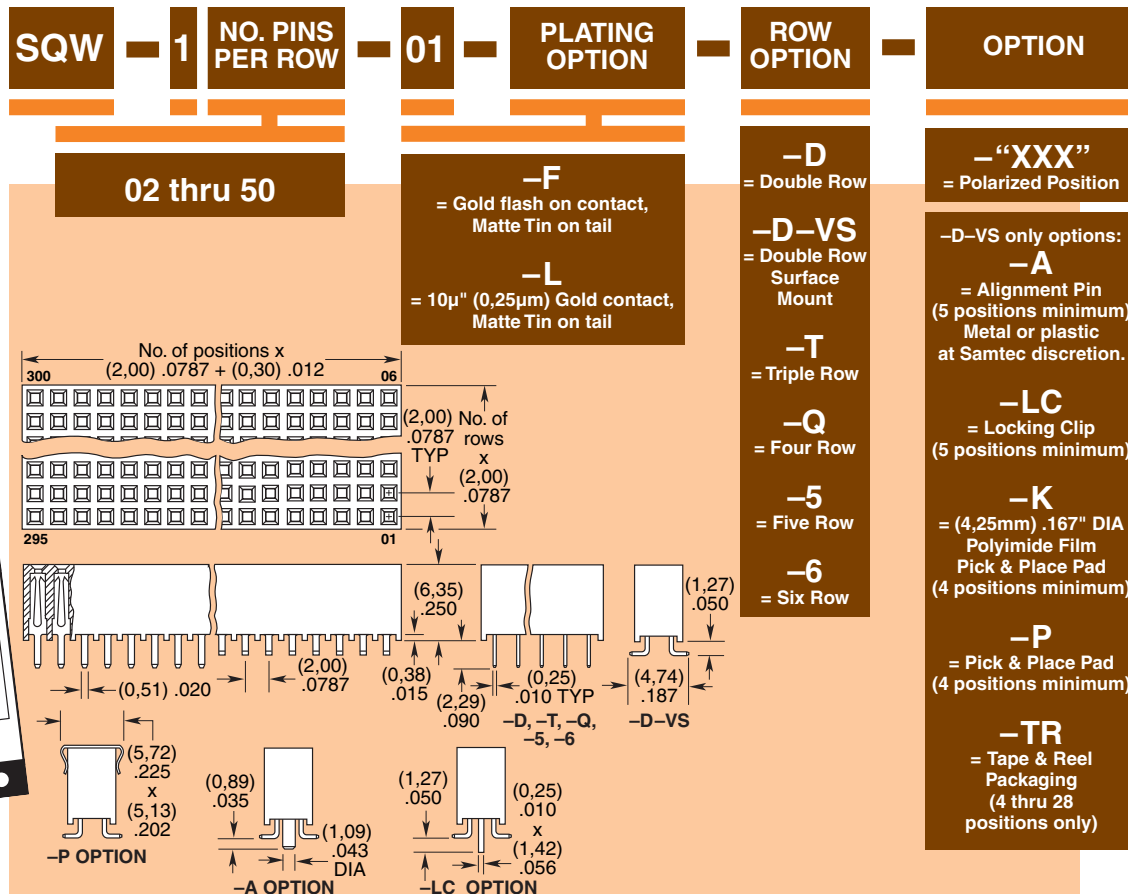 SQW
1
NO. PINS
PER ROW
01
PLATING
OPTION
ROW
OPTION
OPTION
02 thru 50
–F
= Gold flash on contact,
Matte Tin on tail
–L
= 10µ" (0,25µm) Gold contact,
Matte Tin on tail
–D
= Double Row
–D–VS
= Double Row
Surface
Mount
–T
= Triple Row
–Q
= Four Row
–5
= Five Row
–6
= Six Row
–“XXX”
= Polarized Position
–D–VS only options:
–A
= Alignment Pin
(5 positions minimum)
Metal or plastic
at Samtec discretion.
–LC
= Locking Clip
(5 positions minimum)
–K
= (4,25mm) .167" DIA
Polyimide Film
Pick & Place Pad
(4 positions minimum)
–P
= Pick & Place Pad
(4 positions minimum)
–TR
= Tape & Reel
Packaging
(4 thru 28
positions only)
No. of positions x
(2,00) .0787 + (0,30) .012
300
06
(2,00)
.0787
TYP
No. of
rows
x
(2,00)
.0787
295
01
(6,35)
.250
(0,38)
.015
(2,00)
.0787
(0,51) .020
(2,29)
.090
(0,25)
.010 TYP
–D, –T, –Q,
–5, –6
(1,27)
.050
(4,74)
.187
–D–VS
(5,72)
.225
x
(5,13)
.202
–P OPTION
(0,89)
.035
(1,09)
.043
DIA
–A OPTION
(1,27)
.050
(0,25)
.010
x
(1,42)
.056
–LC OPTION